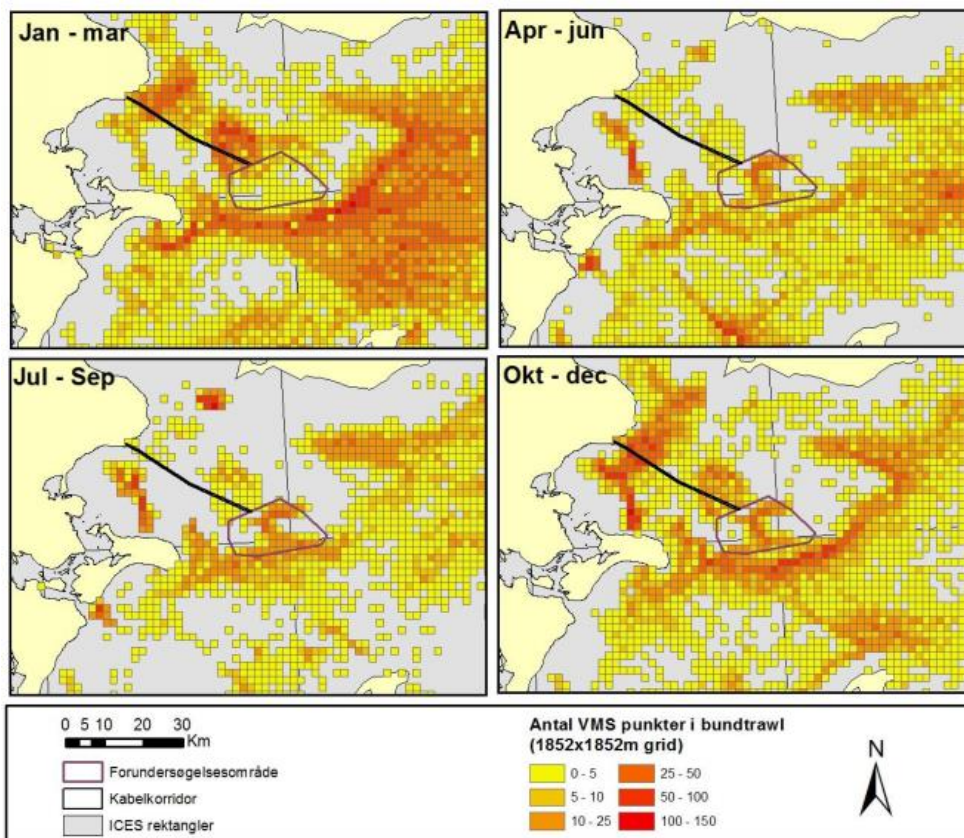 Jan - mar
Apr - jun
Jul - Sep
Okt - dec
0 5 10 20 30
Km
Forundersøgelsesområde
Kabelkorridor
ICES rektangler
Antal VMS punkter i bundtrawl
(1852x1852m grid)
0 - 5
25 - 50
5 - 10
50 - 100
10 - 25
100 - 150
N